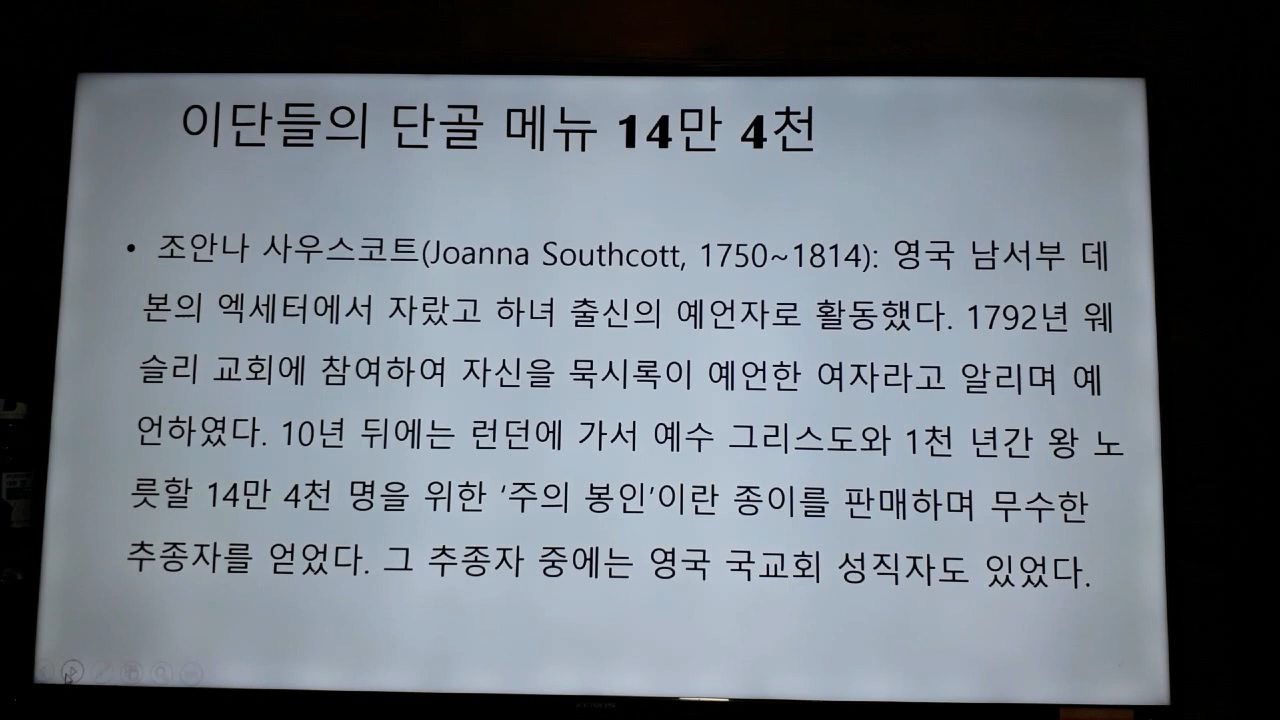 이단들의 단골 메뉴 14만 4천
• 조안나 사우스코트(Joanna Southcott, 1750~1814): 영국 남서부 데
본의 엑세터에서 자랐고 하녀 출신의 예언자로 활동했다. 1792년 웨
슬리 교회에 참여하여 자신을 묵시록이 예언한 여자라고 알리며 예
언하였다. 10년 뒤에는 런던에 가서 예수 그리스도와 1천 년간 왕 노
릇할 14만 4천 명을 위한 ‘주의 봉인’이란 종이를 판매하며 무수한
추종자를 얻었다. 그 추종자 중에는 영국 국교회 성직자도 있었다.